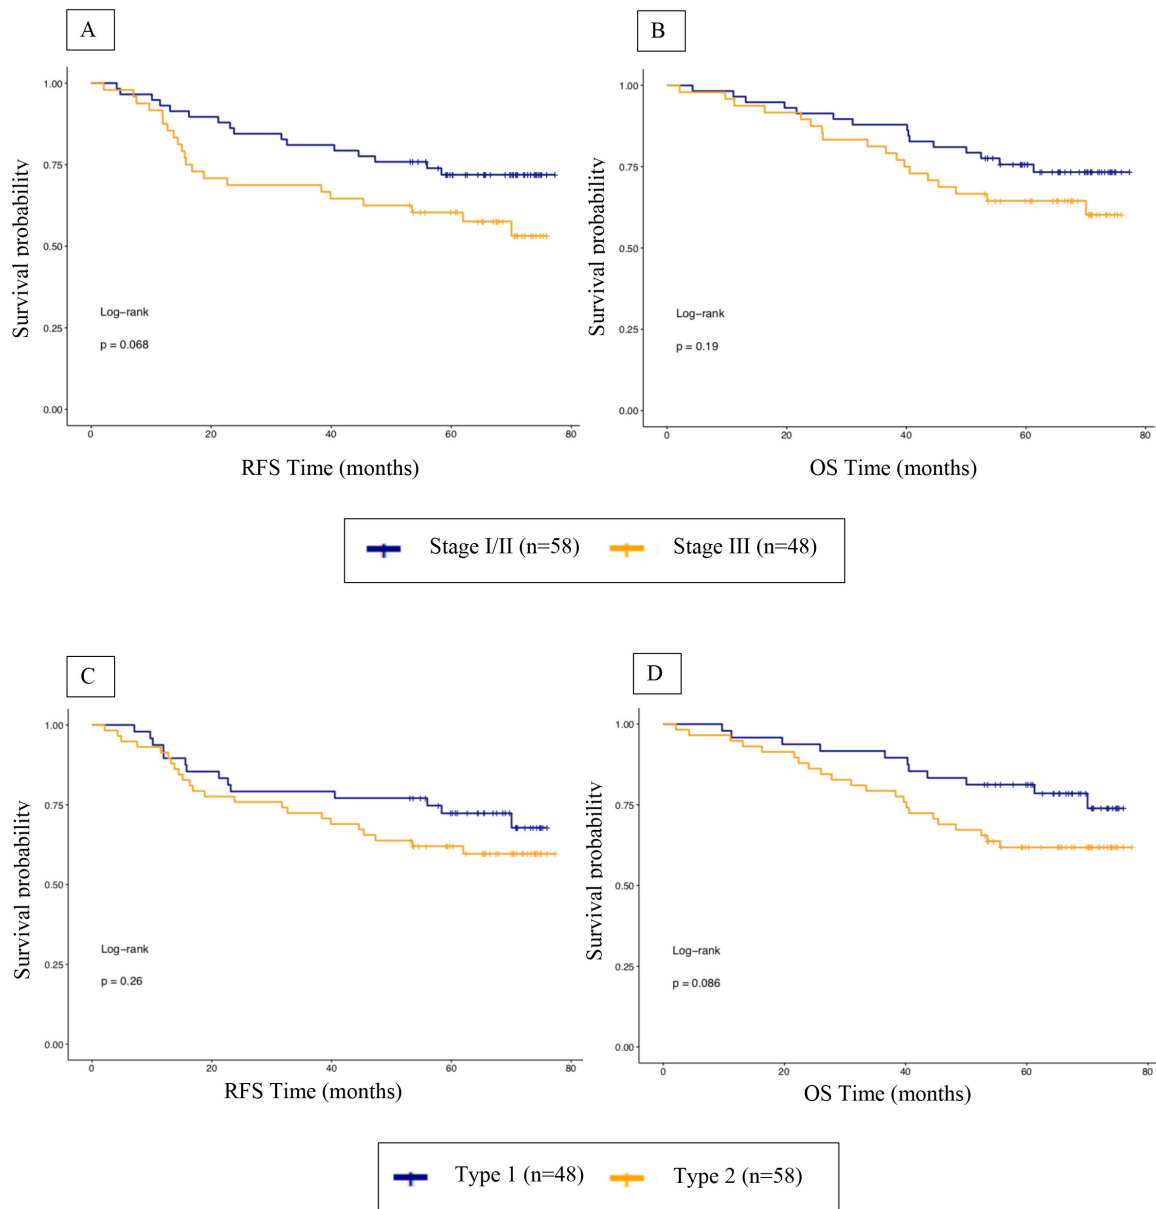 A
Survival probability
1.00
0.75
0.50
0.25
0.00
Log-rank
p = 0.068
0 20 40 60 80
RFS Time (months)
B
Survival probability
1.00
0.75
0.50
0.25
0.00
Log-rank
p = 0.19
0 20 40 60 80
OS Time (months)
Stage I/II (n=58) Stage III (n=48)
C
Survival probability
1.00
0.75
0.50
0.25
0.00
Log-rank
p = 0.26
0 20 40 60 80
RFS Time (months)
D
Survival probability
1.00
0.75
0.50
0.25
0.00
Log-rank
p = 0.086
0 20 40 60 80
OS Time (months)
Type 1 (n=48) Type 2 (n=58)